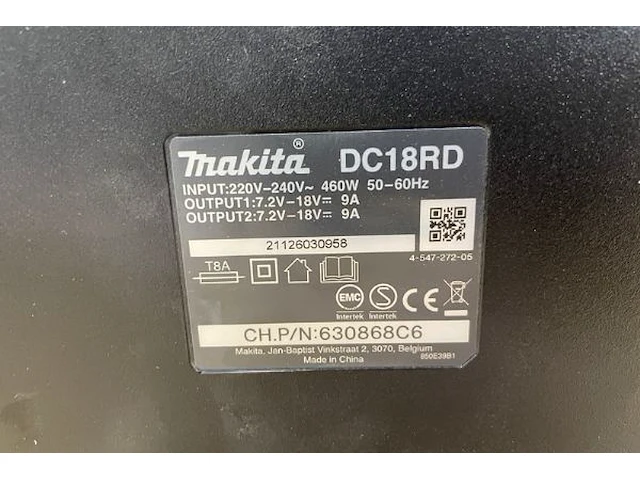 makita® DC18RD
INPUT:220V–240V~ 460W 50–60Hz
OUTPUT1:7.2V–18V⎓ 9A
OUTPUT2:7.2V–18V⎓ 9A
21126030958
4-547-272-05
T8A
EMC
S
CE
Intertek Intertek
CH.P/N:630868C6
Makita, Jan-Baptist Vinkstraat 2, 3070, Belgium
Made in China
850E39B1